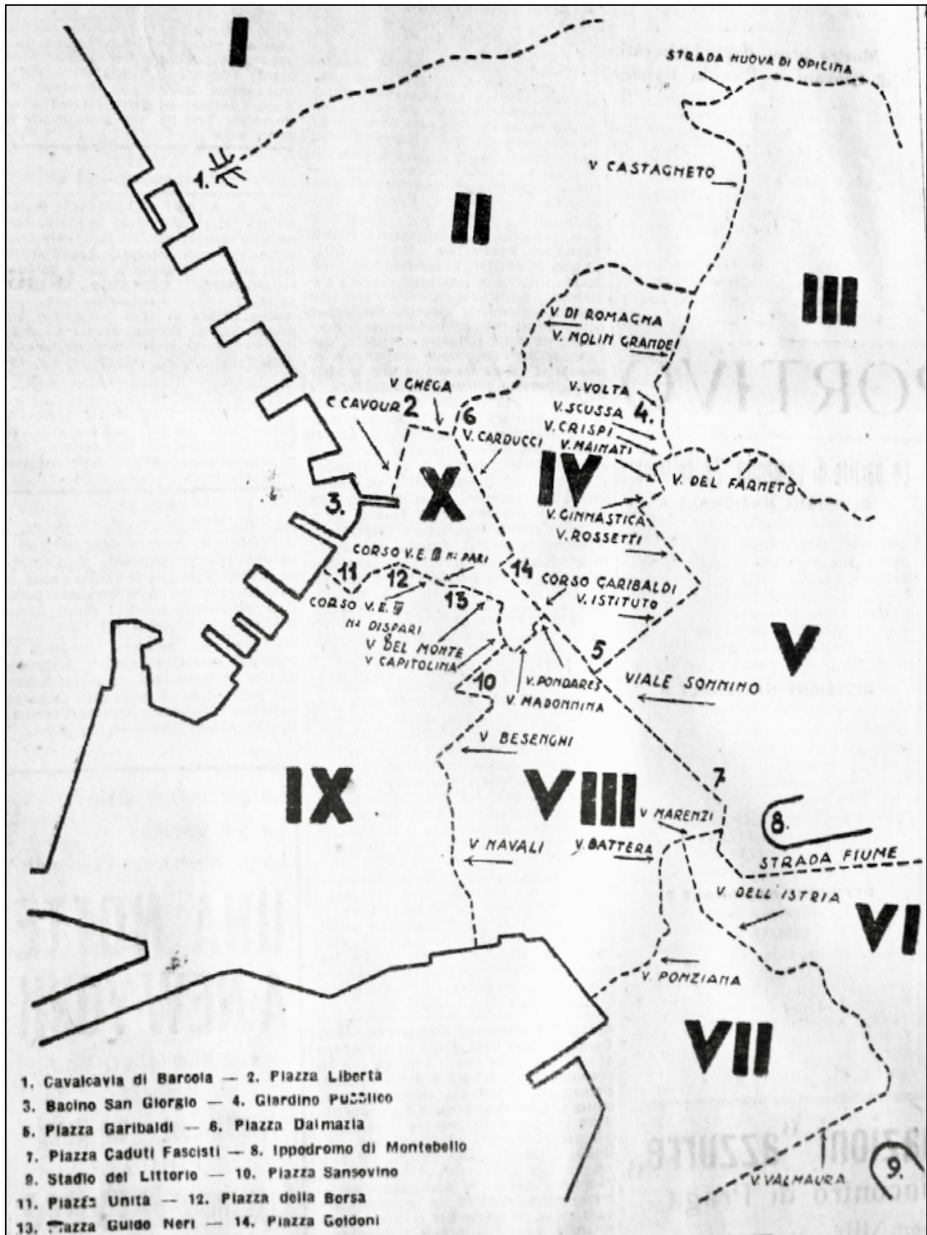 I
STRADA NUOVA DI OPICINA
V CASTAGNETO
1.
II
III
V DI ROMAGNA
V. MOLIN GRANDE
V GHEGA
C CAVOUR 2
6
V. CARDUCCI
V. VOLTA
4.
V. SCUSSA
V. CRISPI
V. MAINATI
V. DEL FARNETO
X
IV
3.
V. GINNASTICA
V. ROSSETTI
CORSO V.E. III Nⁱ PARI
14
11
12
13
CORSO GARIBALDI
V. ISTITUTO
CORSO V.E. III
Nⁱ DISPARI
V DEL MONTE
V CAPITOLINA
5
V
10
V. PONDARES
V. MADONNINA
VIALE SONNINO
V BESENGHI
IX
VIII
7
V MARENZI
8.
V NAVALI
V. BATTERA
STRADA FIUME
V. DELL'ISTRIA
VI
V. PONZIANA
VII
9.
V. VALMAURA
1. Cavalcavia di Barcola — 2. Piazza Libertà
3. Bacino San Giorgio — 4. Giardino Pubblico
5. Piazza Garibaldi — 6. Piazza Dalmazia
7. Piazza Caduti Fascisti — 8. Ippodromo di Montebello
9. Stadio del Littorio — 10. Piazza Sansovino
11. Piazza Unità — 12. Piazza della Borsa
13. Piazza Guido Neri — 14. Piazza Goldoni